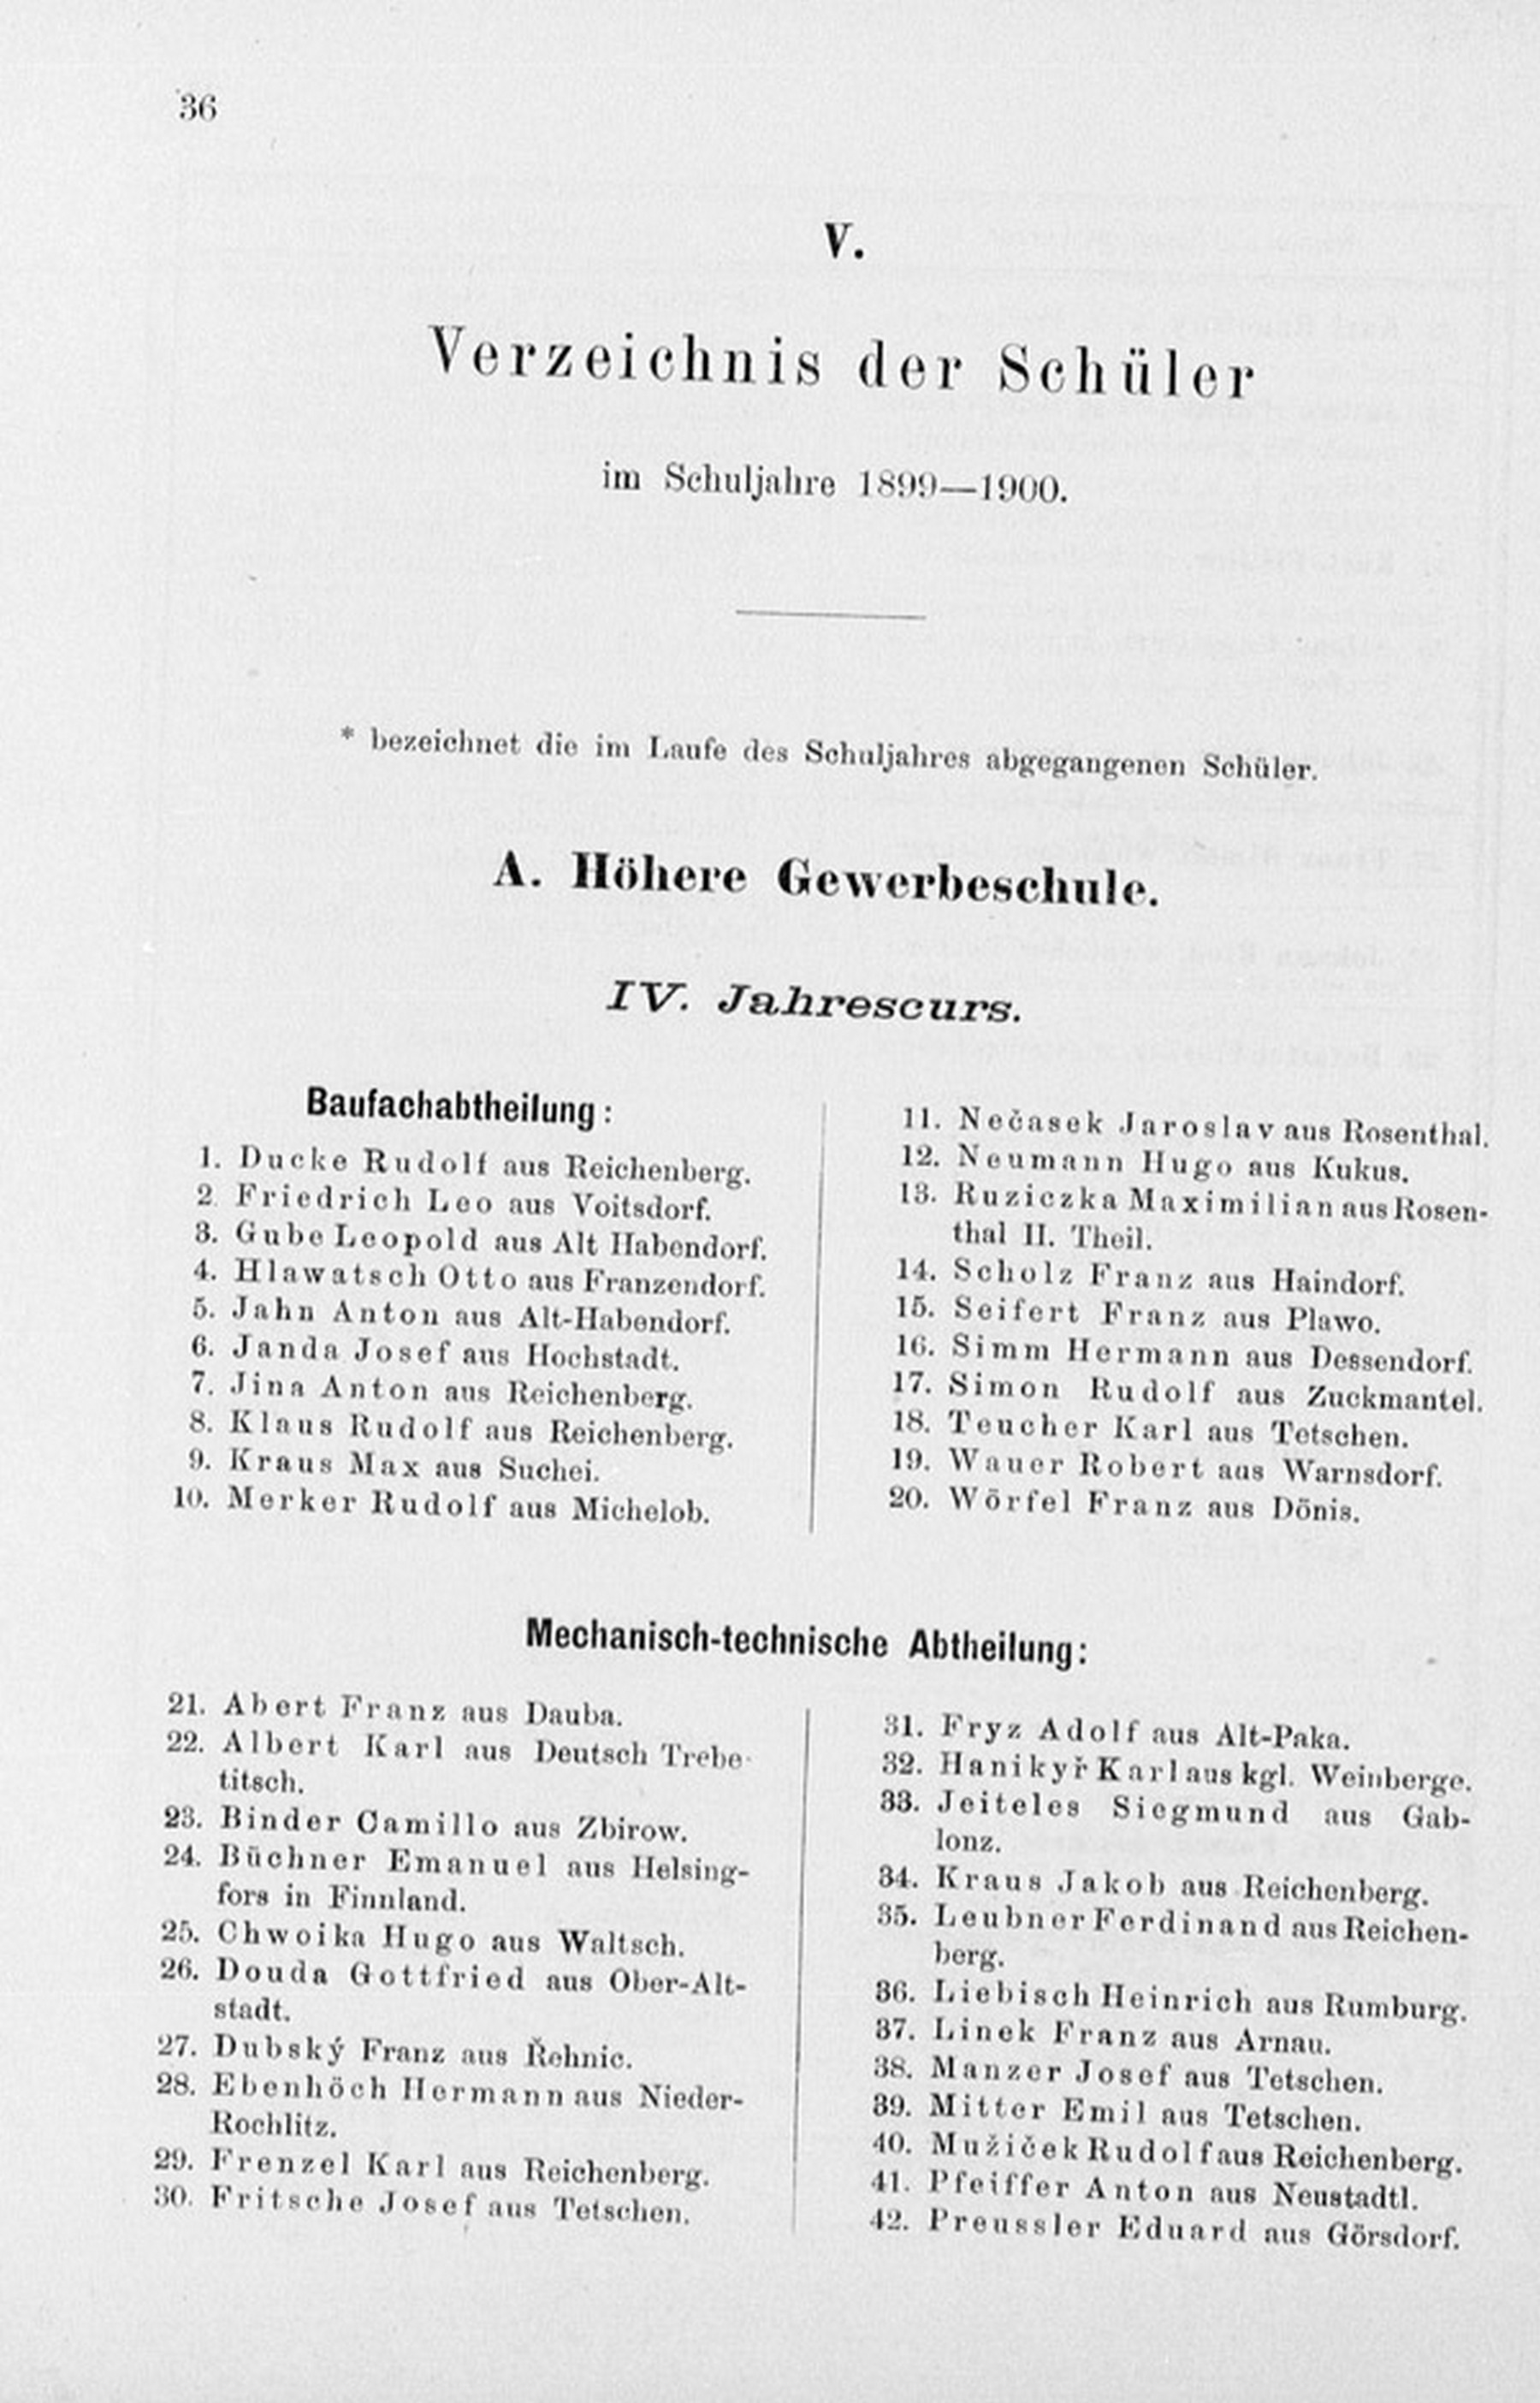 36
V.
Verzeichnis der Schüler
im Schuljahre 1899—1900.
* bezeichnet die im Laufe des Schuljahres abgegangenen Schüler.
A. Höhere Gewerbeschule.
IV. Jahrescurs.
Baufachabtheilung:
1. Ducke Rudolf aus Reichenberg.
2 Friedrich Leo aus Voitsdorf.
3. Gube Leopold aus Alt Habendorf.
4. Hlawatsch Otto aus Franzendorf.
5. Jahn Anton aus Alt-Habendorf.
6. Janda Josef aus Hochstadt.
7. Jina Anton aus Reichenberg.
8. Klaus Rudolf aus Reichenberg.
9. Kraus Max aus Suchei.
10. Merker Rudolf aus Michelob.
11. Nečasek Jaroslav aus Rosenthal.
12. Neumann Hugo aus Kukus.
13. Ruziczka Maximilian aus Rosen-
thal II. Theil.
14. Scholz Franz aus Haindorf.
15. Seifert Franz aus Plawo.
16. Simm Hermann aus Dessendorf.
17. Simon Rudolf aus Zuckmantel.
18. Teucher Karl aus Tetschen.
19. Wauer Robert aus Warnsdorf.
20. Wörfel Franz aus Dönis.
Mechanisch-technische Abtheilung:
21. Abert Franz aus Dauba.
22. Albert Karl aus Deutsch Trebe-
titsch.
23. Binder Camillo aus Zbirow.
24. Büchner Emanuel aus Helsing-
fors in Finnland.
25. Chwoika Hugo aus Waltsch.
26. Douda Gottfried aus Ober-Alt-
stadt.
27. Dubský Franz aus Řehnic.
28. Ebenhöch Hermann aus Nieder-
Rochlitz.
29. Frenzel Karl aus Reichenberg.
30. Fritsche Josef aus Tetschen.
31. Fryz Adolf aus Alt-Paka.
32. Hanikyř Karl aus kgl. Weinberge.
33. Jeiteles Siegmund aus Gab-
lonz.
34. Kraus Jakob aus Reichenberg.
35. Leubner Ferdinand aus Reichen-
berg.
36. Liebisch Heinrich aus Rumburg.
37. Linek Franz aus Arnau.
38. Manzer Josef aus Tetschen.
39. Mitter Emil aus Tetschen.
40. Mužiček Rudolf aus Reichenberg.
41. Pfeiffer Anton aus Neustadtl.
42. Preussler Eduard aus Görsdorf.